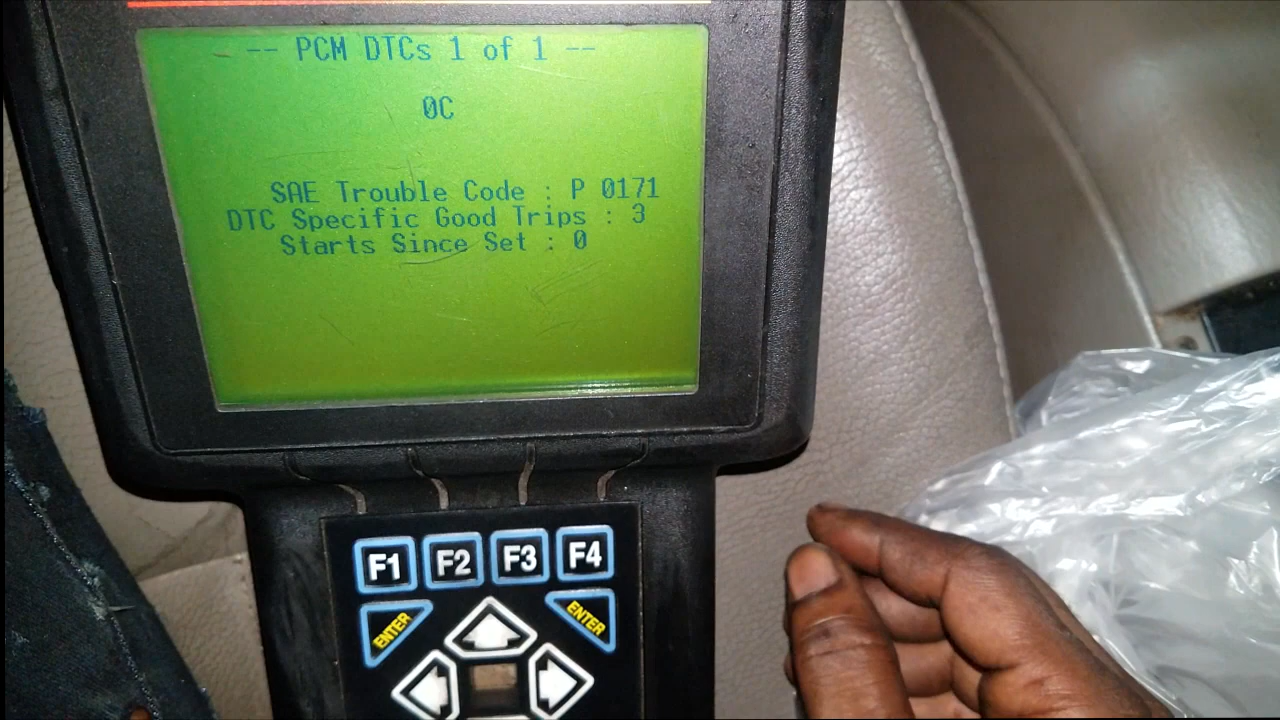 -- PCM DTCs 1 of 1 --
0C
SAE Trouble Code : P 0171
DTC Specific Good Trips : 3
Starts Since Set : 0
F1 F2 F3 F4
ENTER ENTER